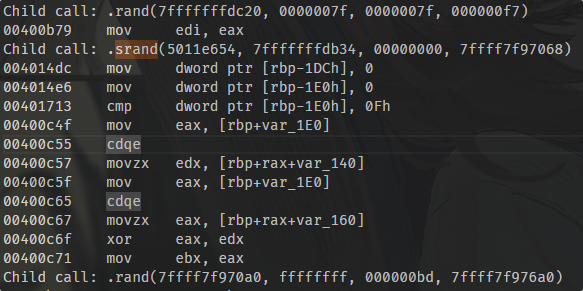 Child call: .rand(7fffffffdc20, 0000007f, 0000007f, 000000f7)
00400b79 mov edi, eax
Child call: .srand(5011e654, 7fffffffdb34, 00000000, 7ffff7f97068)
004014dc mov dword ptr [rbp-1DCh], 0
004014e6 mov dword ptr [rbp-1E0h], 0
00401713 cmp dword ptr [rbp-1E0h], 0Fh
00400c4f mov eax, [rbp+var_1E0]
00400c55 cdqe
00400c57 movzx edx, [rbp+rax+var_140]
00400c5f mov eax, [rbp+var_1E0]
00400c65 cdqe
00400c67 movzx eax, [rbp+rax+var_160]
00400c6f xor eax, edx
00400c71 mov ebx, eax
Child call: .rand(7ffff7f970a0, ffffffff, 000000bd, 7ffff7f976a0)